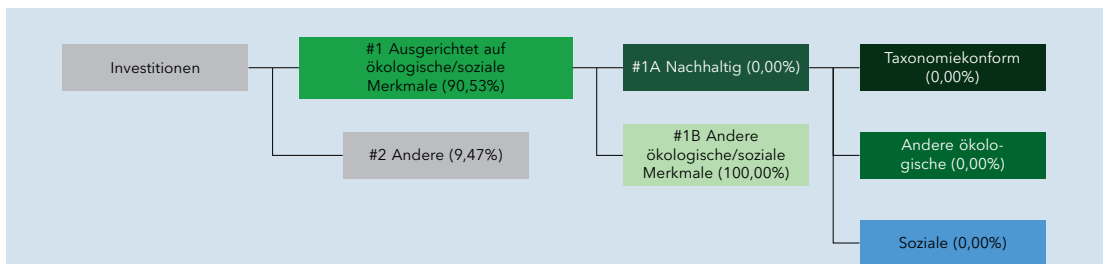 Investitionen
#1 Ausgerichtet auf
ökologische/soziale
Merkmale (90,53%)
#2 Andere (9,47%)
#1A Nachhaltig (0,00%)
#1B Andere
ökologische/soziale
Merkmale (100,00%)
Taxonomiekonform
(0,00%)
Andere ökolo-
gische (0,00%)
Soziale (0,00%)